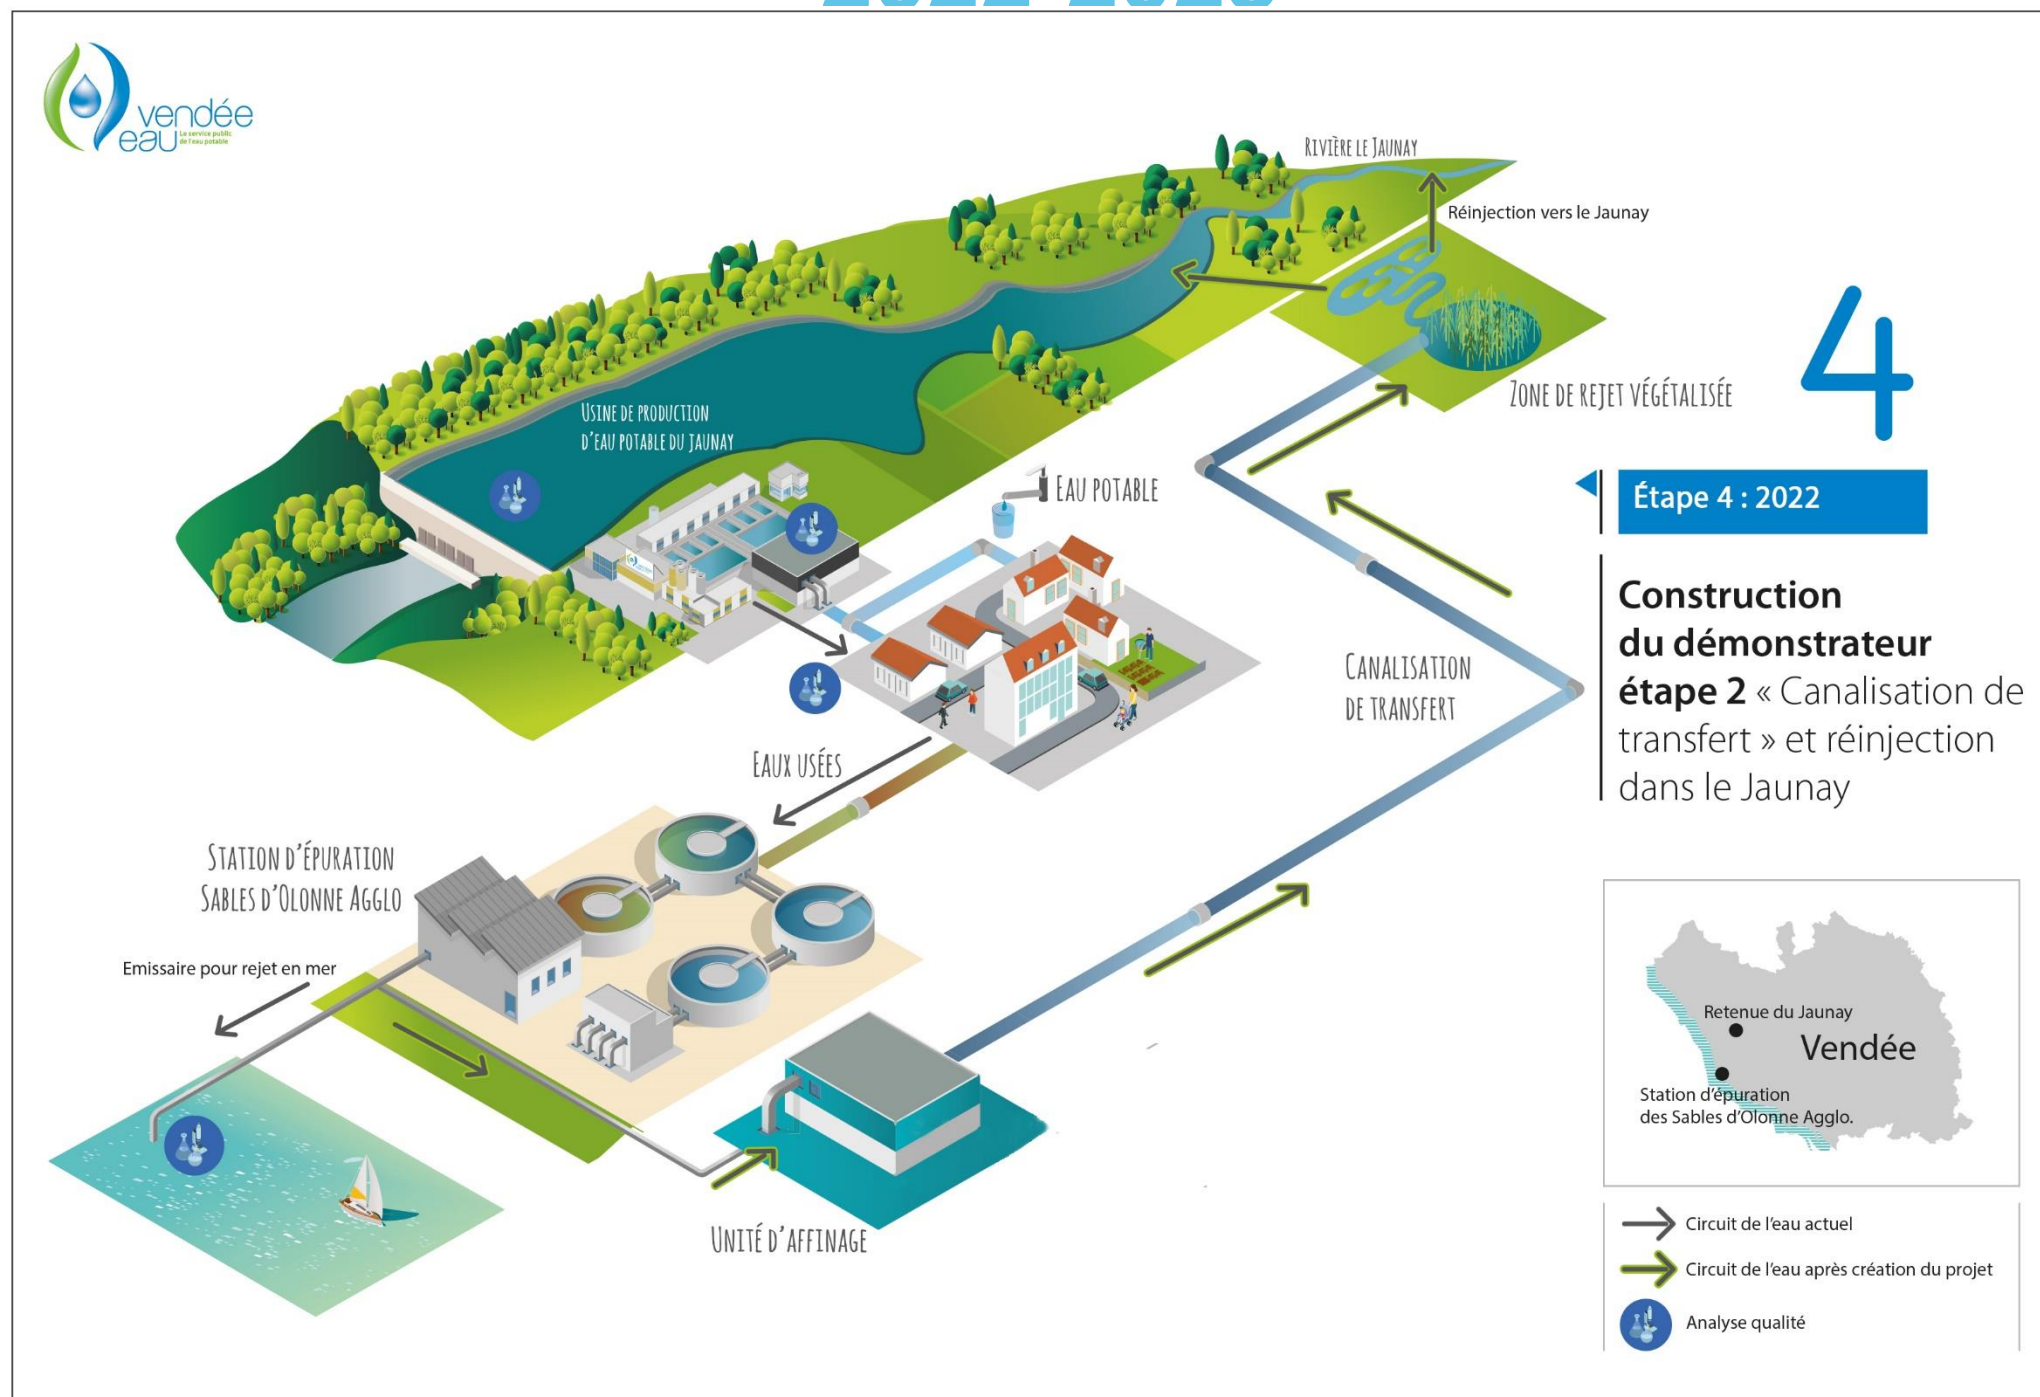 vendée
eau
Le service public
de l'eau potable
RIVIÈRE LE JAUNAY
Réinjection vers le Jaunay
USINE DE PRODUCTION
D'EAU POTABLE DU JAUNAY
ZONE DE REJET VÉGÉTALISÉE
4
EAU POTABLE
Étape 4 : 2022
Construction
du démonstrateur
étape 2 « Canalisation de
transfert » et réinjection
dans le Jaunay
CANALISATION
DE TRANSFERT
EAUX USÉES
STATION D'ÉPURATION
SABLES D'OLONNE AGGLO
Emissaire pour rejet en mer
UNITÉ D'AFFINAGE
Retenue du Jaunay
Vendée
Station d'épuration
des Sables d'Olonne Agglo.
Circuit de l'eau actuel
Circuit de l'eau après création du projet
Analyse qualité